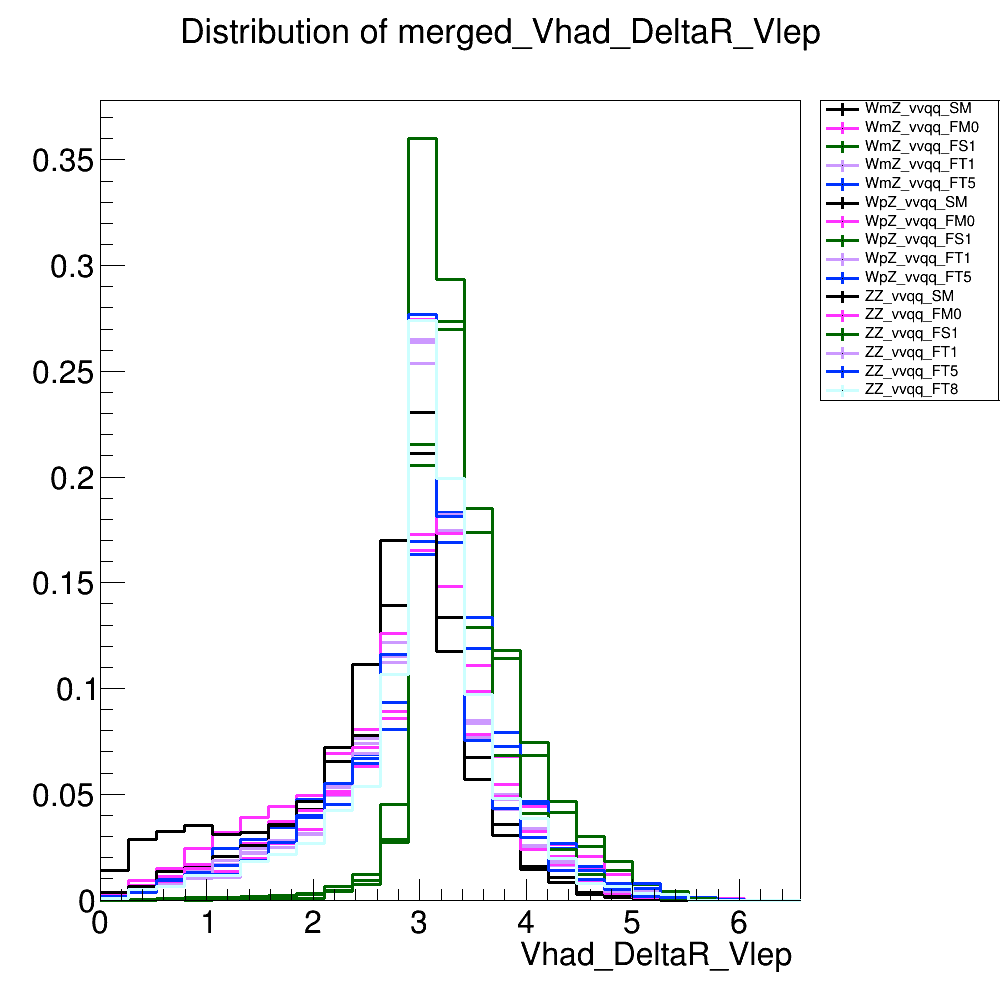 Distribution of merged_Vhad_DeltaR_Vlep
WmZ_vvqq_SM
WmZ_vvqq_FM0
WmZ_vvqq_FS1
WmZ_vvqq_FT1
WmZ_vvqq_FT5
WpZ_vvqq_SM
WpZ_vvqq_FM0
WpZ_vvqq_FS1
WpZ_vvqq_FT1
WpZ_vvqq_FT5
ZZ_vvqq_SM
ZZ_vvqq_FM0
ZZ_vvqq_FS1
ZZ_vvqq_FT1
ZZ_vvqq_FT5
ZZ_vvqq_FT8
0.35
0.3
0.25
0.2
0.15
0.1
0.05
0
0 1 2 3 4 5 6
Vhad_DeltaR_Vlep